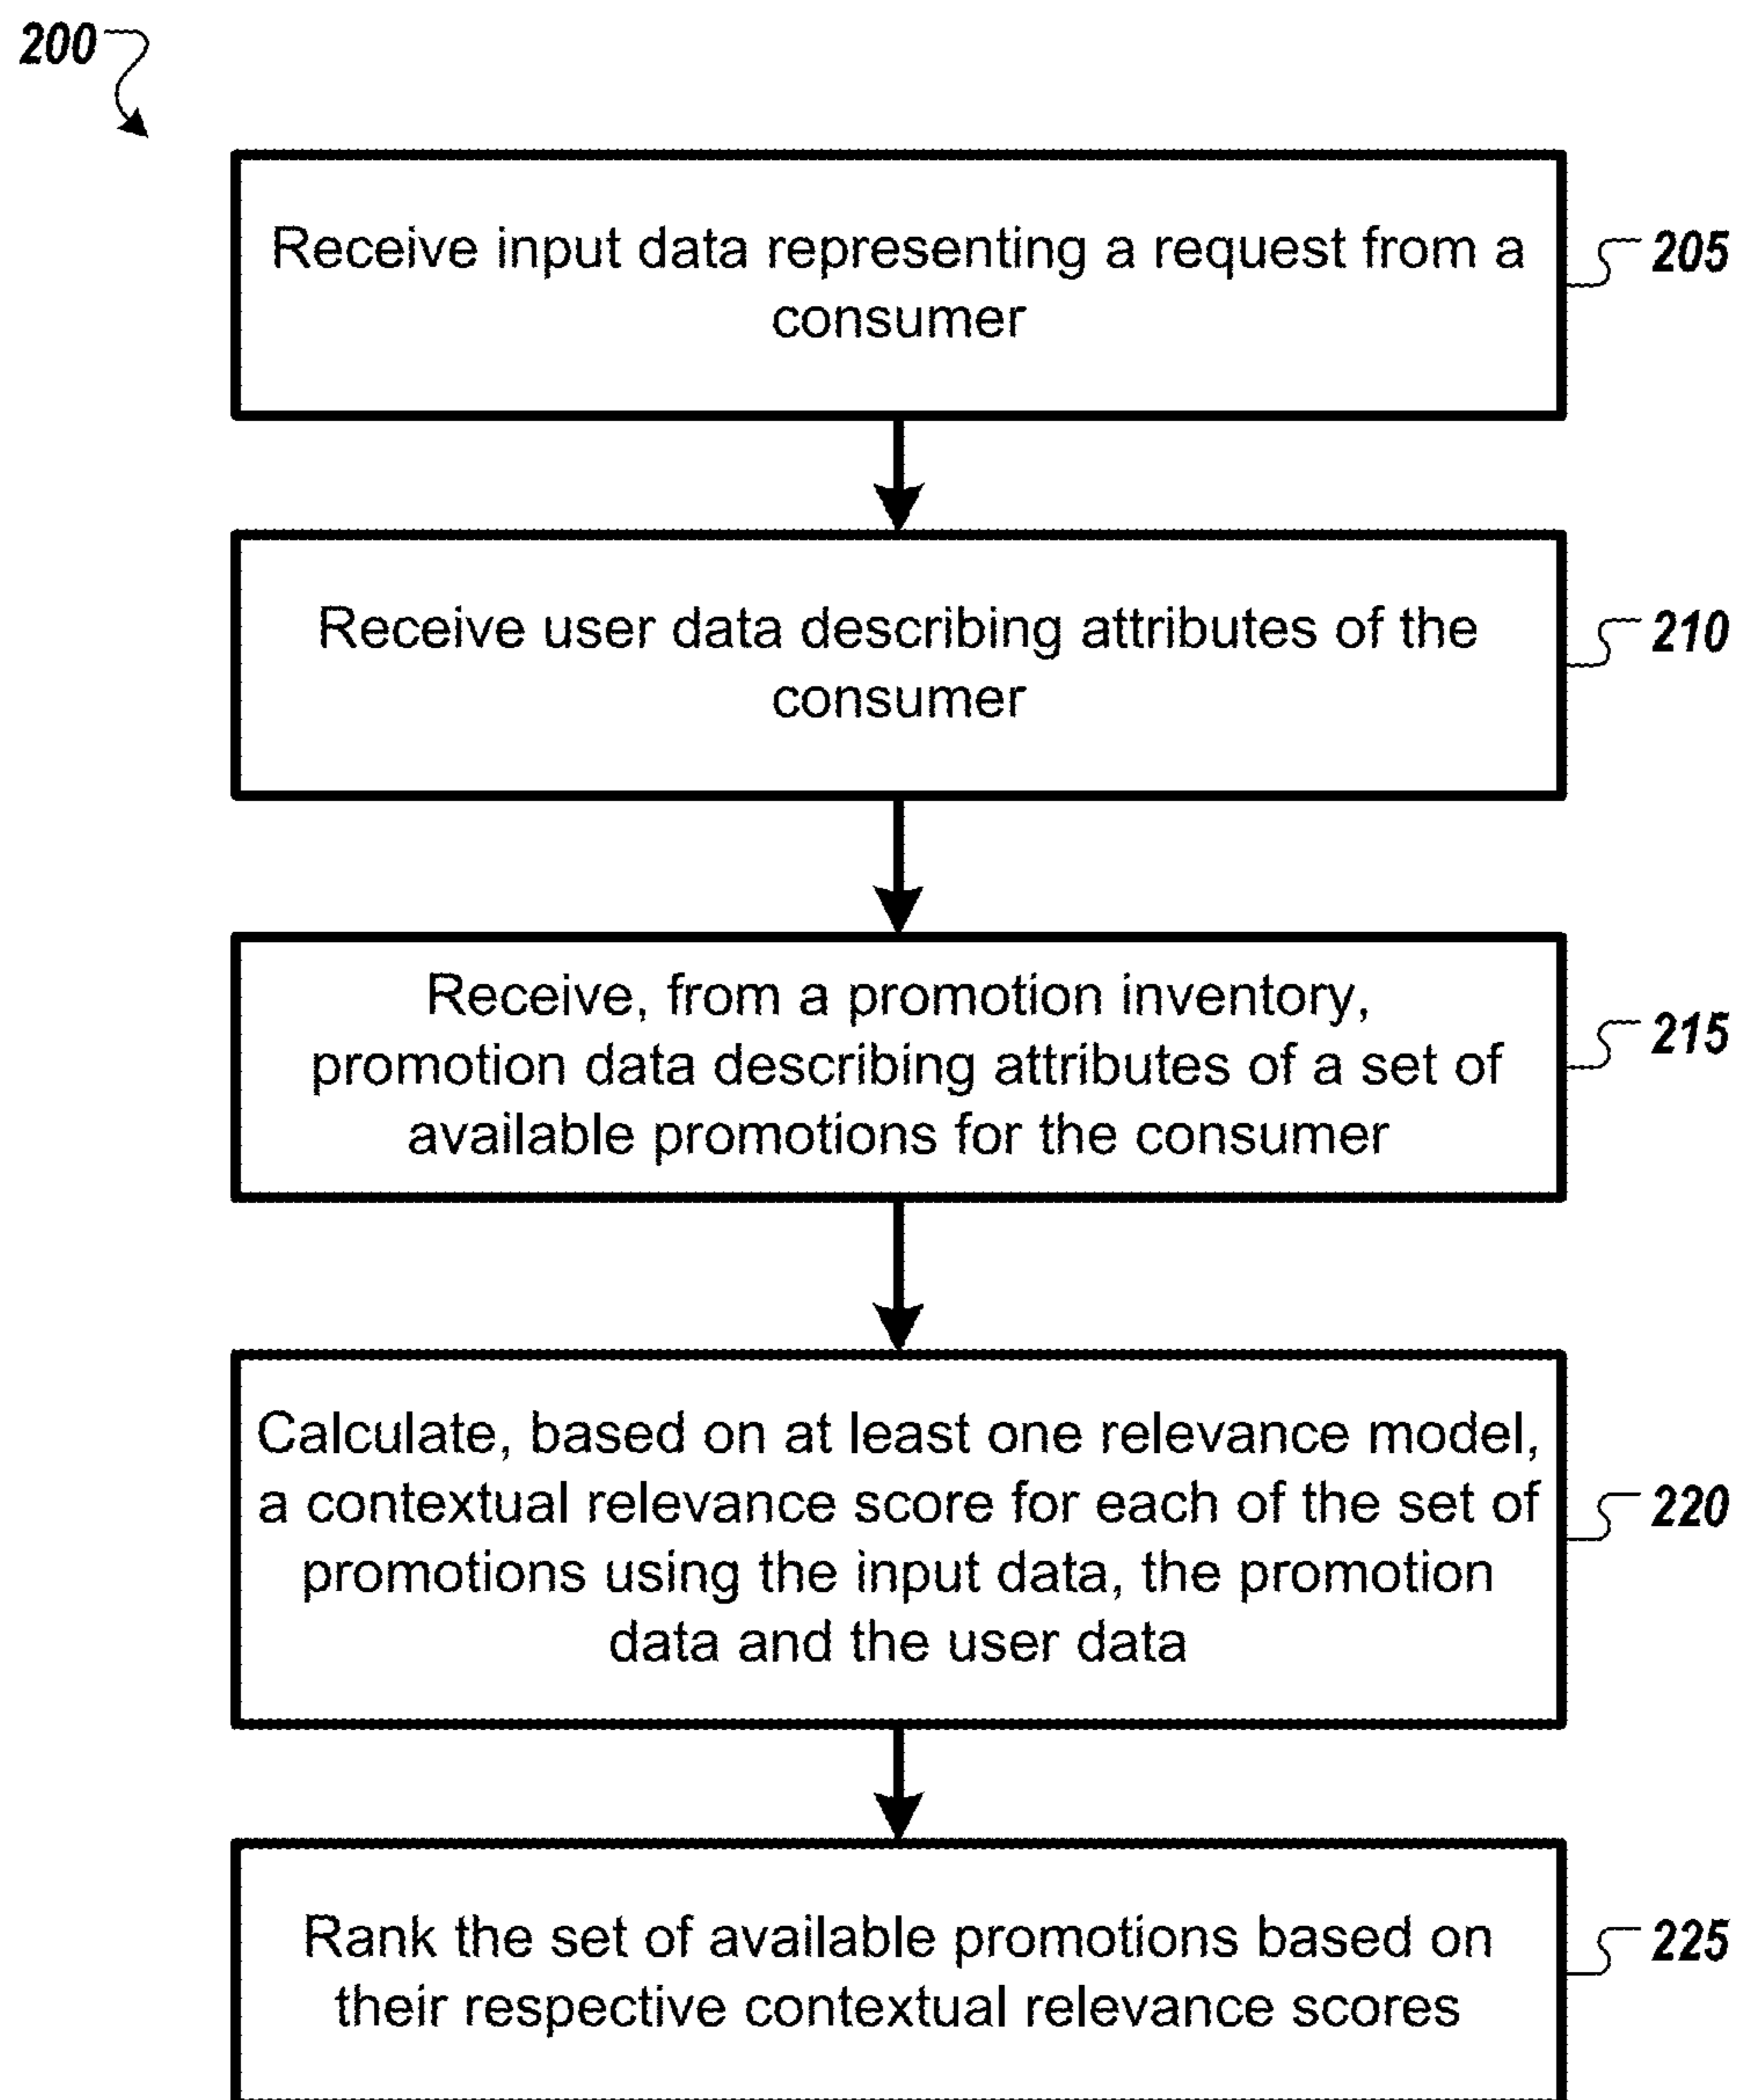 200
Receive input data representing a request from a
consumer
205
Receive user data describing attributes of the
consumer
210
Receive, from a promotion inventory,
promotion data describing attributes of a set of
available promotions for the consumer
215
Calculate, based on at least one relevance model,
a contextual relevance score for each of the set of
promotions using the input data, the promotion
data and the user data
220
Rank the set of available promotions based on
their respective contextual relevance scores
225